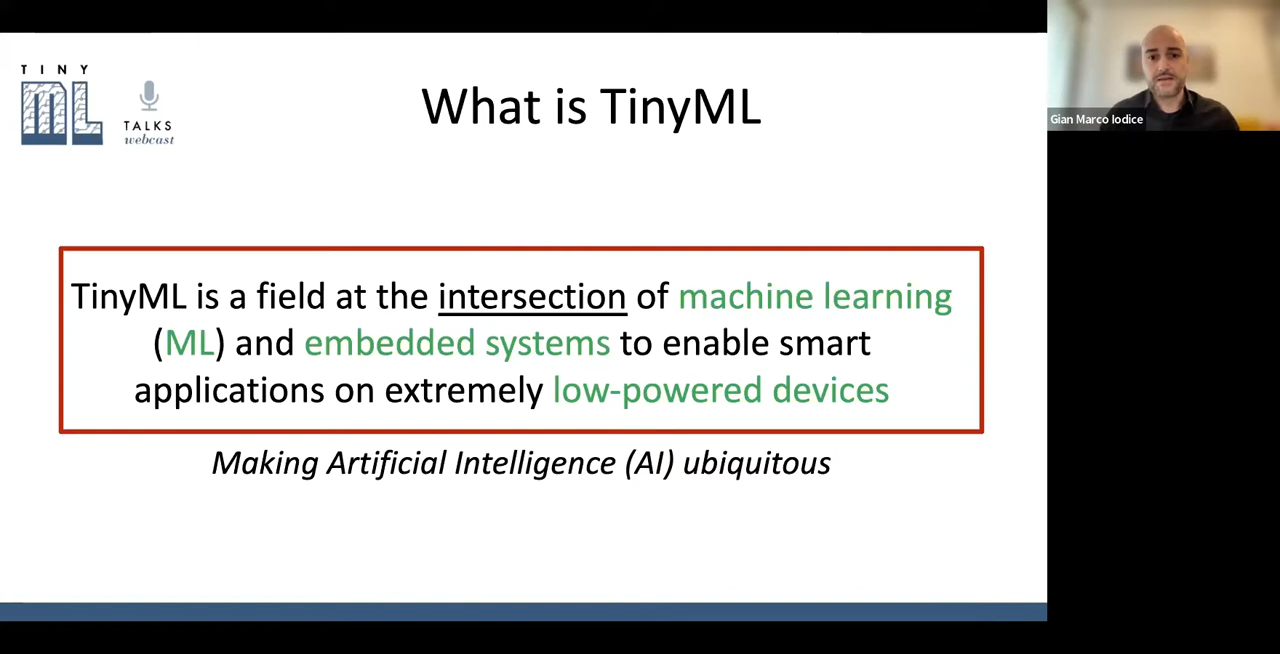 TINY
ML
TALKS
webcast
What is TinyML
TinyML is a field at the intersection of machine learning
(ML) and embedded systems to enable smart
applications on extremely low-powered devices
Making Artificial Intelligence (AI) ubiquitous
Gian Marco Iodice